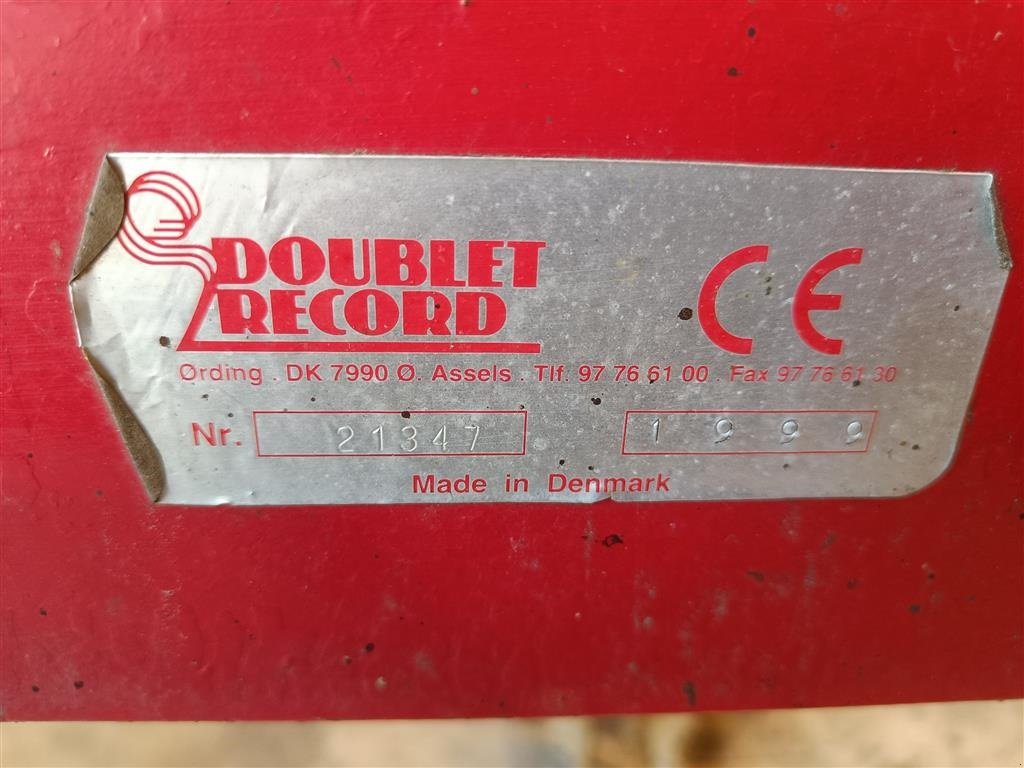 DOUBLET
RECORD
CE
Ørding . DK 7990 Ø. Assels . Tlf. 97 76 61 00 . Fax 97 76 61 30
Nr. 21347 1999
Made in Denmark